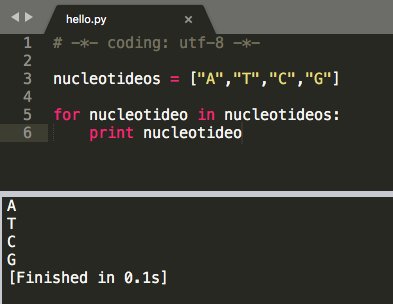 hello.py ×
1 # -*- coding: utf-8 -*-
2
3 nucleotideos = ["A","T","C","G"]
4
5 for nucleotideo in nucleotideos:
6     print nucleotideo
A
T
C
G
[Finished in 0.1s]